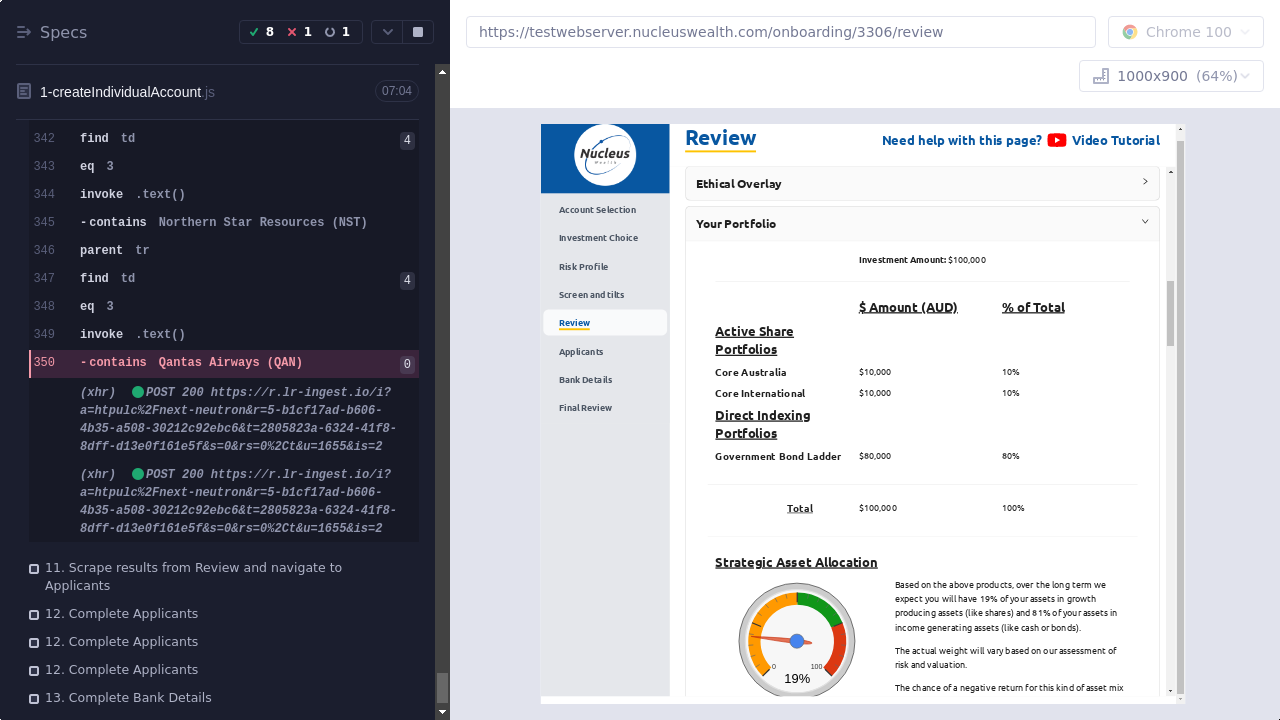 Specs
8
1
1
1-createIndividualAccount.js
07:04
342 find td 4
343 eq 3
344 invoke .text()
345 -contains Northern Star Resources (NST)
346 parent tr
347 find td 4
348 eq 3
349 invoke .text()
350 -contains Qantas Airways (QAN) 0
(xhr) POST 200 https://r.lr-ingest.io/i?
a=htpulc%2Fnext-neutron&r=5-b1cf17ad-b606-
4b35-a508-30212c92ebc6&t=2805823a-6324-41f8-
8dff-d13e0f161e5f&s=0&rs=0%2Ct&u=1655&is=2
(xhr) POST 200 https://r.lr-ingest.io/i?
a=htpulc%2Fnext-neutron&r=5-b1cf17ad-b606-
4b35-a508-30212c92ebc6&t=2805823a-6324-41f8-
8dff-d13e0f161e5f&s=0&rs=0%2Ct&u=1655&is=2
11. Scrape results from Review and navigate to
Applicants
12. Complete Applicants
12. Complete Applicants
12. Complete Applicants
13. Complete Bank Details
https://testwebserver.nucleuswealth.com/onboarding/3306/review
Chrome 100
1000x900 (64%)
Nucleus
Wealth
Account Selection
Investment Choice
Risk Profile
Screen and tilts
Review
Applicants
Bank Details
Final Review
Review
Need help with this page? Video Tutorial
Ethical Overlay
Your Portfolio
Investment Amount: $100,000
$ Amount (AUD) % of Total
Active Share
Portfolios
Core Australia $10,000 10%
Core International $10,000 10%
Direct Indexing
Portfolios
Government Bond Ladder $80,000 80%
Total $100,000 100%
Strategic Asset Allocation
0
100
19%
Based on the above products, over the long term we
expect you will have 19% of your assets in growth
producing assets (like shares) and 81% of your assets in
income generating assets (like cash or bonds).
The actual weight will vary based on our assessment of
risk and valuation.
The chance of a negative return for this kind of asset mix